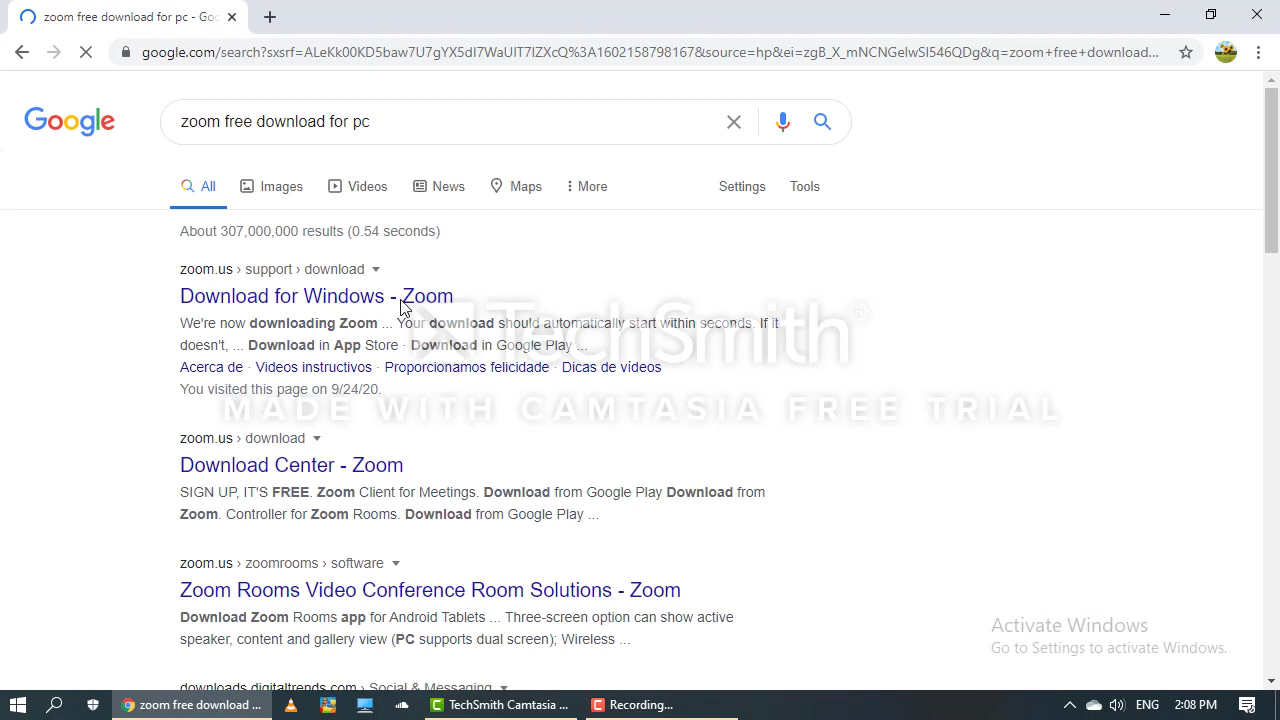 zoom free download for pc - Goo
google.com/search?sxsrf=ALeKk00KD5baw7U7gYX5dI7WaUIT7IZXcQ%3A1602158798167&source=hp&ei=zgB_X_mNCNGelwSI546QDg&q=zoom+free+download...
Google
zoom free download for pc
All Images Videos News Maps More Settings Tools
About 307,000,000 results (0.54 seconds)
zoom.us › support › download
Download for Windows - Zoom
We're now downloading Zoom ... Your download should automatically start within seconds. If it
doesn't, ... Download in App Store · Download in Google Play ...
Acerca de · Videos instructivos · Proporcionamos felicidade · Dicas de vídeos
You visited this page on 9/24/20.
TechSmith®
MADE WITH CAMTASIA FREE TRIAL
zoom.us › download
Download Center - Zoom
SIGN UP, IT'S FREE. Zoom Client for Meetings. Download from Google Play Download from
Zoom. Controller for Zoom Rooms. Download from Google Play ...
zoom.us › zoomrooms › software
Zoom Rooms Video Conference Room Solutions - Zoom
Download Zoom Rooms app for Android Tablets ... Three-screen option can show active
speaker, content and gallery view (PC supports dual screen); Wireless ...
Activate Windows
Go to Settings to activate Windows.
downloads.digitaltrends.com › Social & Messaging
zoom free download ... TechSmith Camtasia ... Recording... ENG 2:08 PM